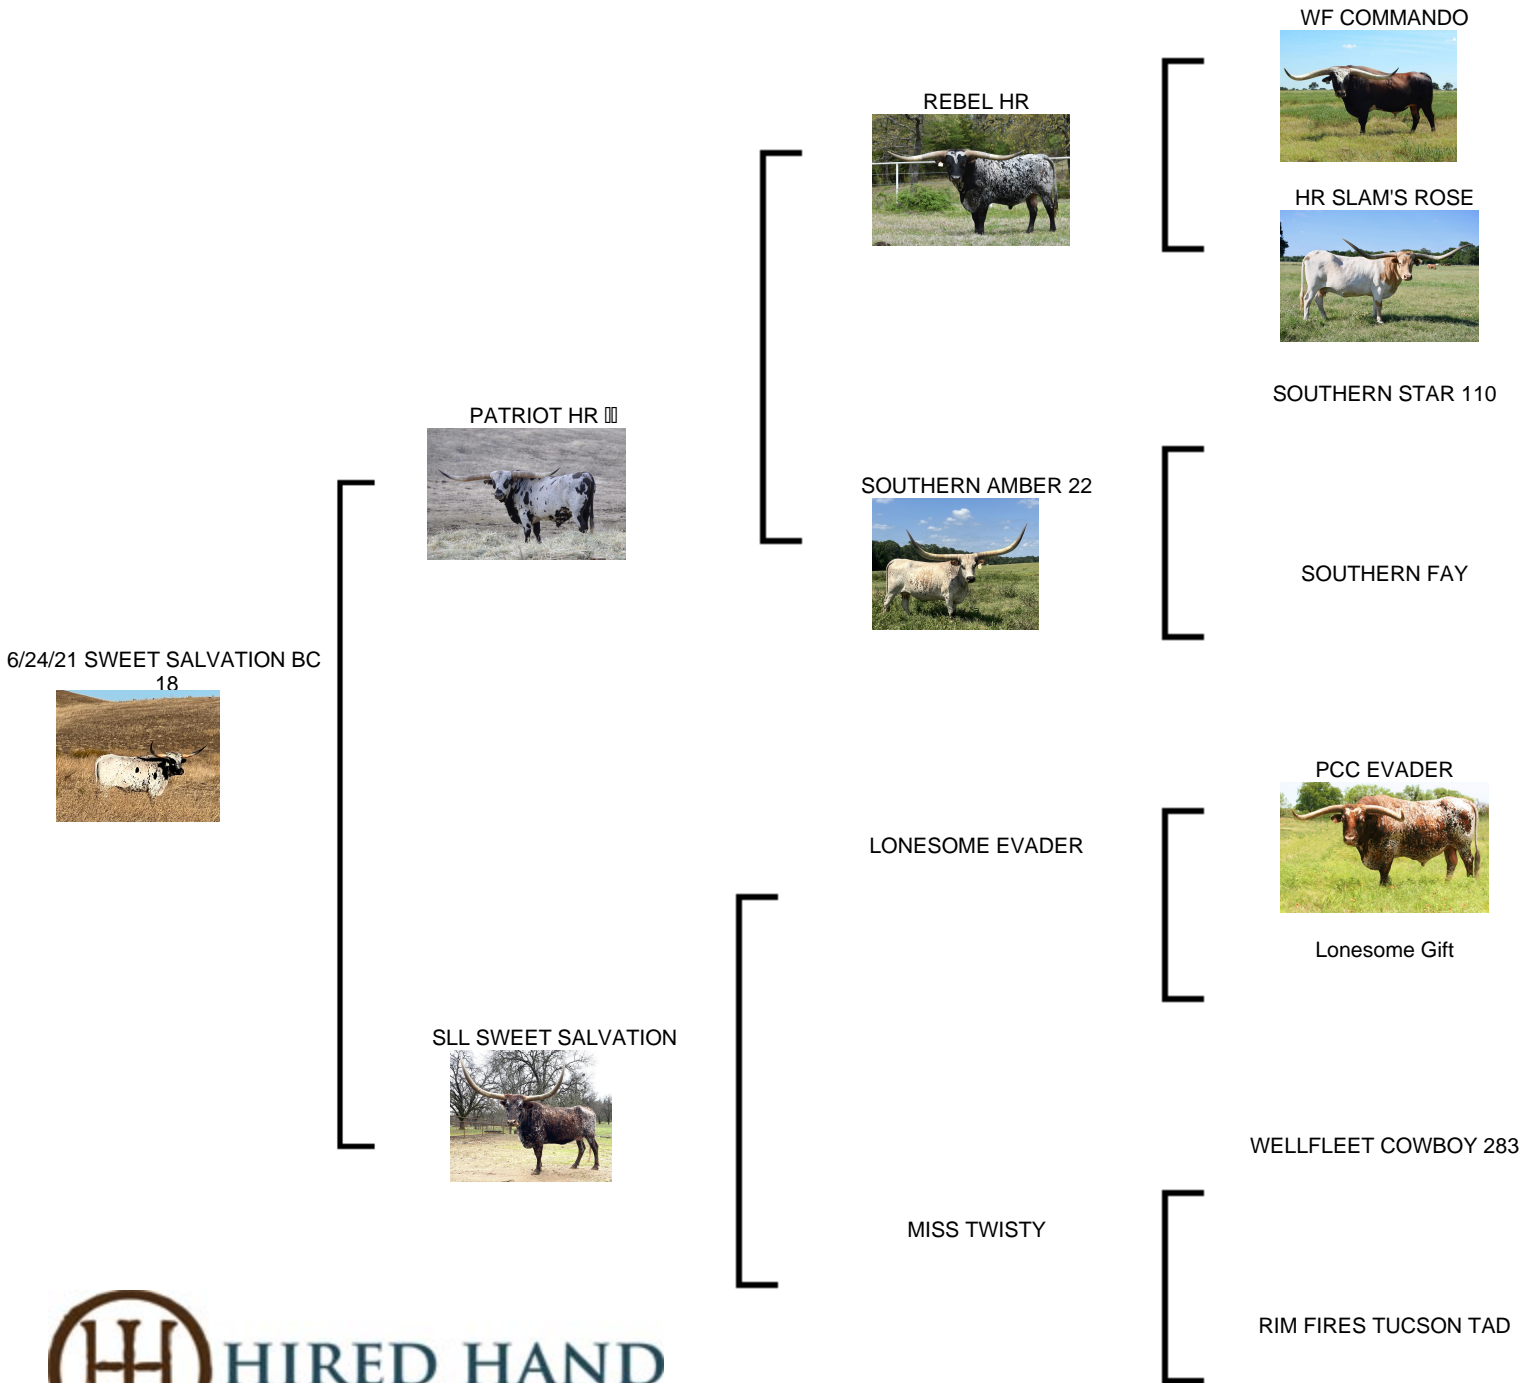 WF COMMANDO
REBEL HR
HR SLAM'S ROSE
SOUTHERN STAR 110
PATRIOT HR
SOUTHERN AMBER 22
SOUTHERN FAY
6/24/21 SWEET SALVATION BC
18
PCC EVADER
LONESOME EVADER
Lonesome Gift
SLL SWEET SALVATION
WELLFLEET COWBOY 283
MISS TWISTY
RIM FIRES TUCSON TAD
HIRED HAND